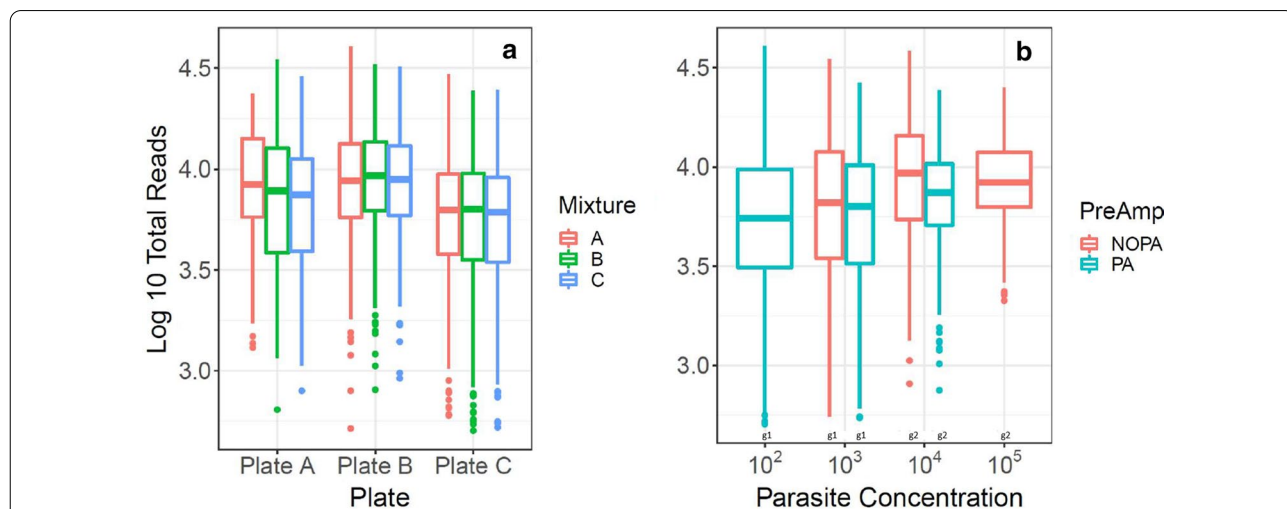 a
4.5
4.0
3.5
3.0
Log 10 Total Reads
Plate A Plate B Plate C
Plate
Mixture
A
B
C
b
4.5
4.0
3.5
3.0
g1 g1 g1 g2 g2 g2
10² 10³ 10⁴ 10⁵
Parasite Concentration
PreAmp
NOPA
PA